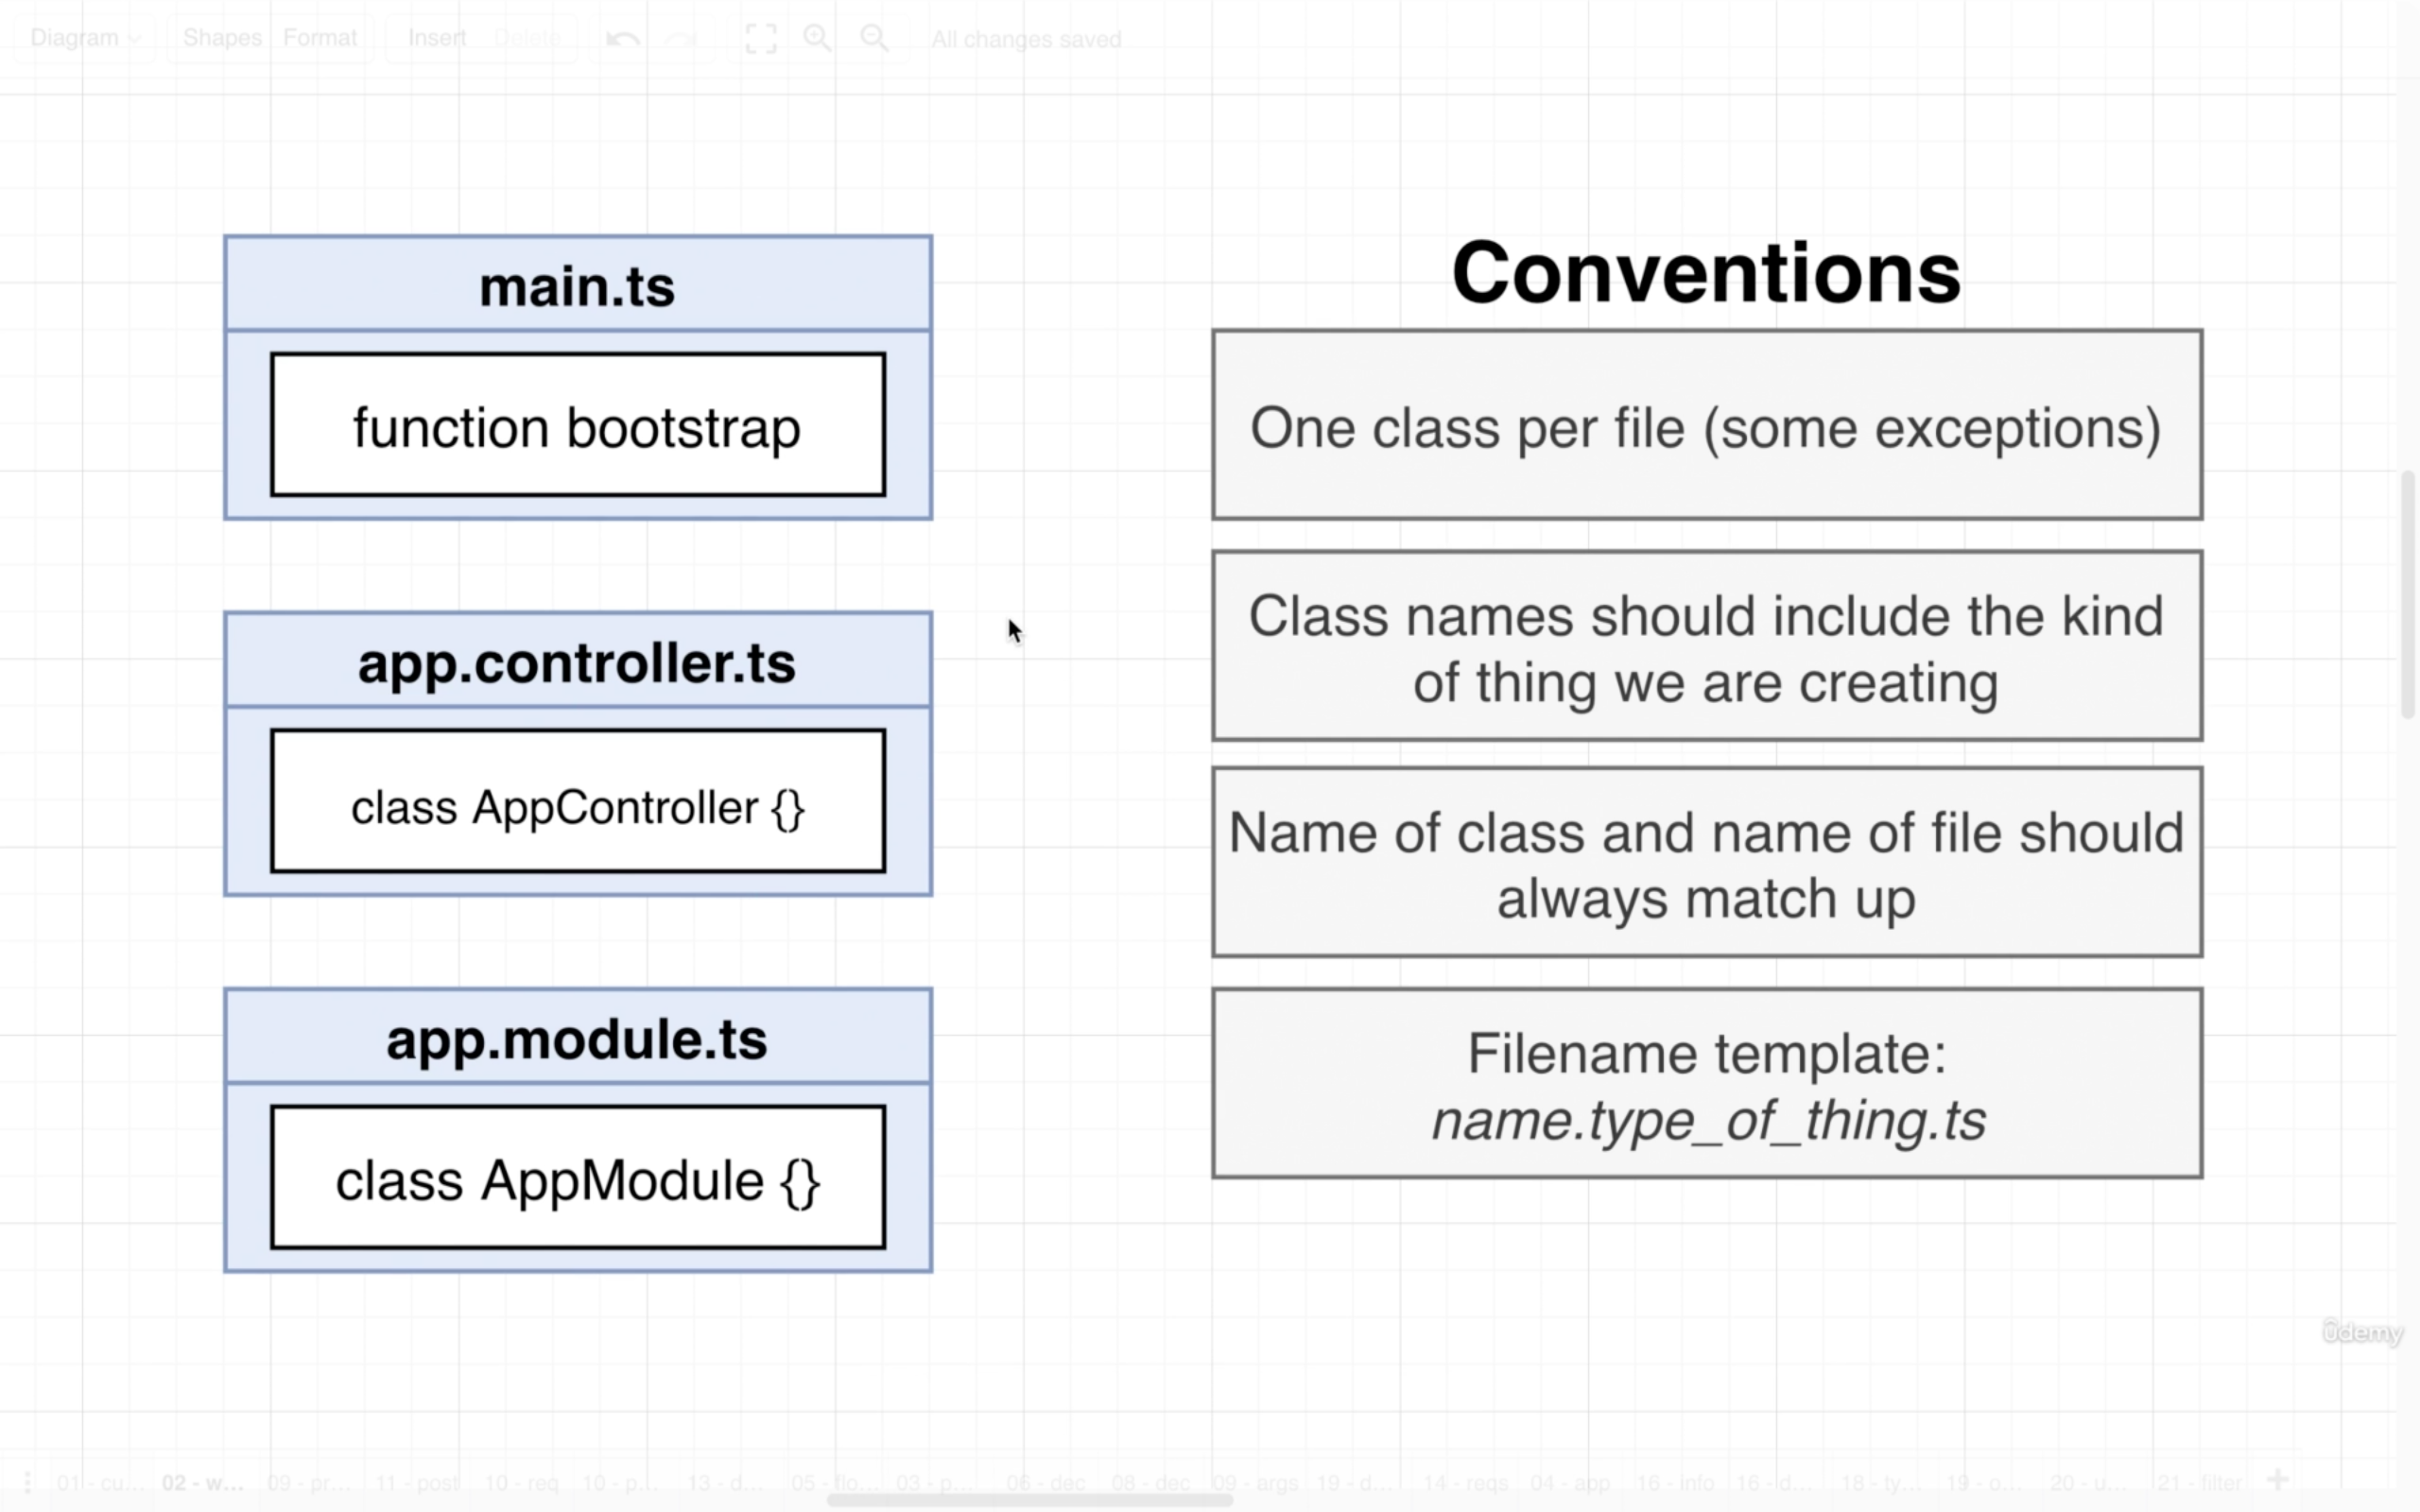 Diagram
Shapes Format
Insert Delete
All changes saved
main.ts
function bootstrap
app.controller.ts
class AppController {}
app.module.ts
class AppModule {}
Conventions
One class per file (some exceptions)
Class names should include the kind
of thing we are creating
Name of class and name of file should
always match up
Filename template:
name.type_of_thing.ts
ûdemy
01 - cu... 02 - w... 09 - pr... 11 - post 10 - req 10 - p... 13 - d... 05 - flo... 03 - p... 06 - dec 08 - dec 09 - args 19 - d... 14 - reqs 04 - app 16 - info 16 - d... 18 - ty... 19 - o... 20 - u... 21 - filter